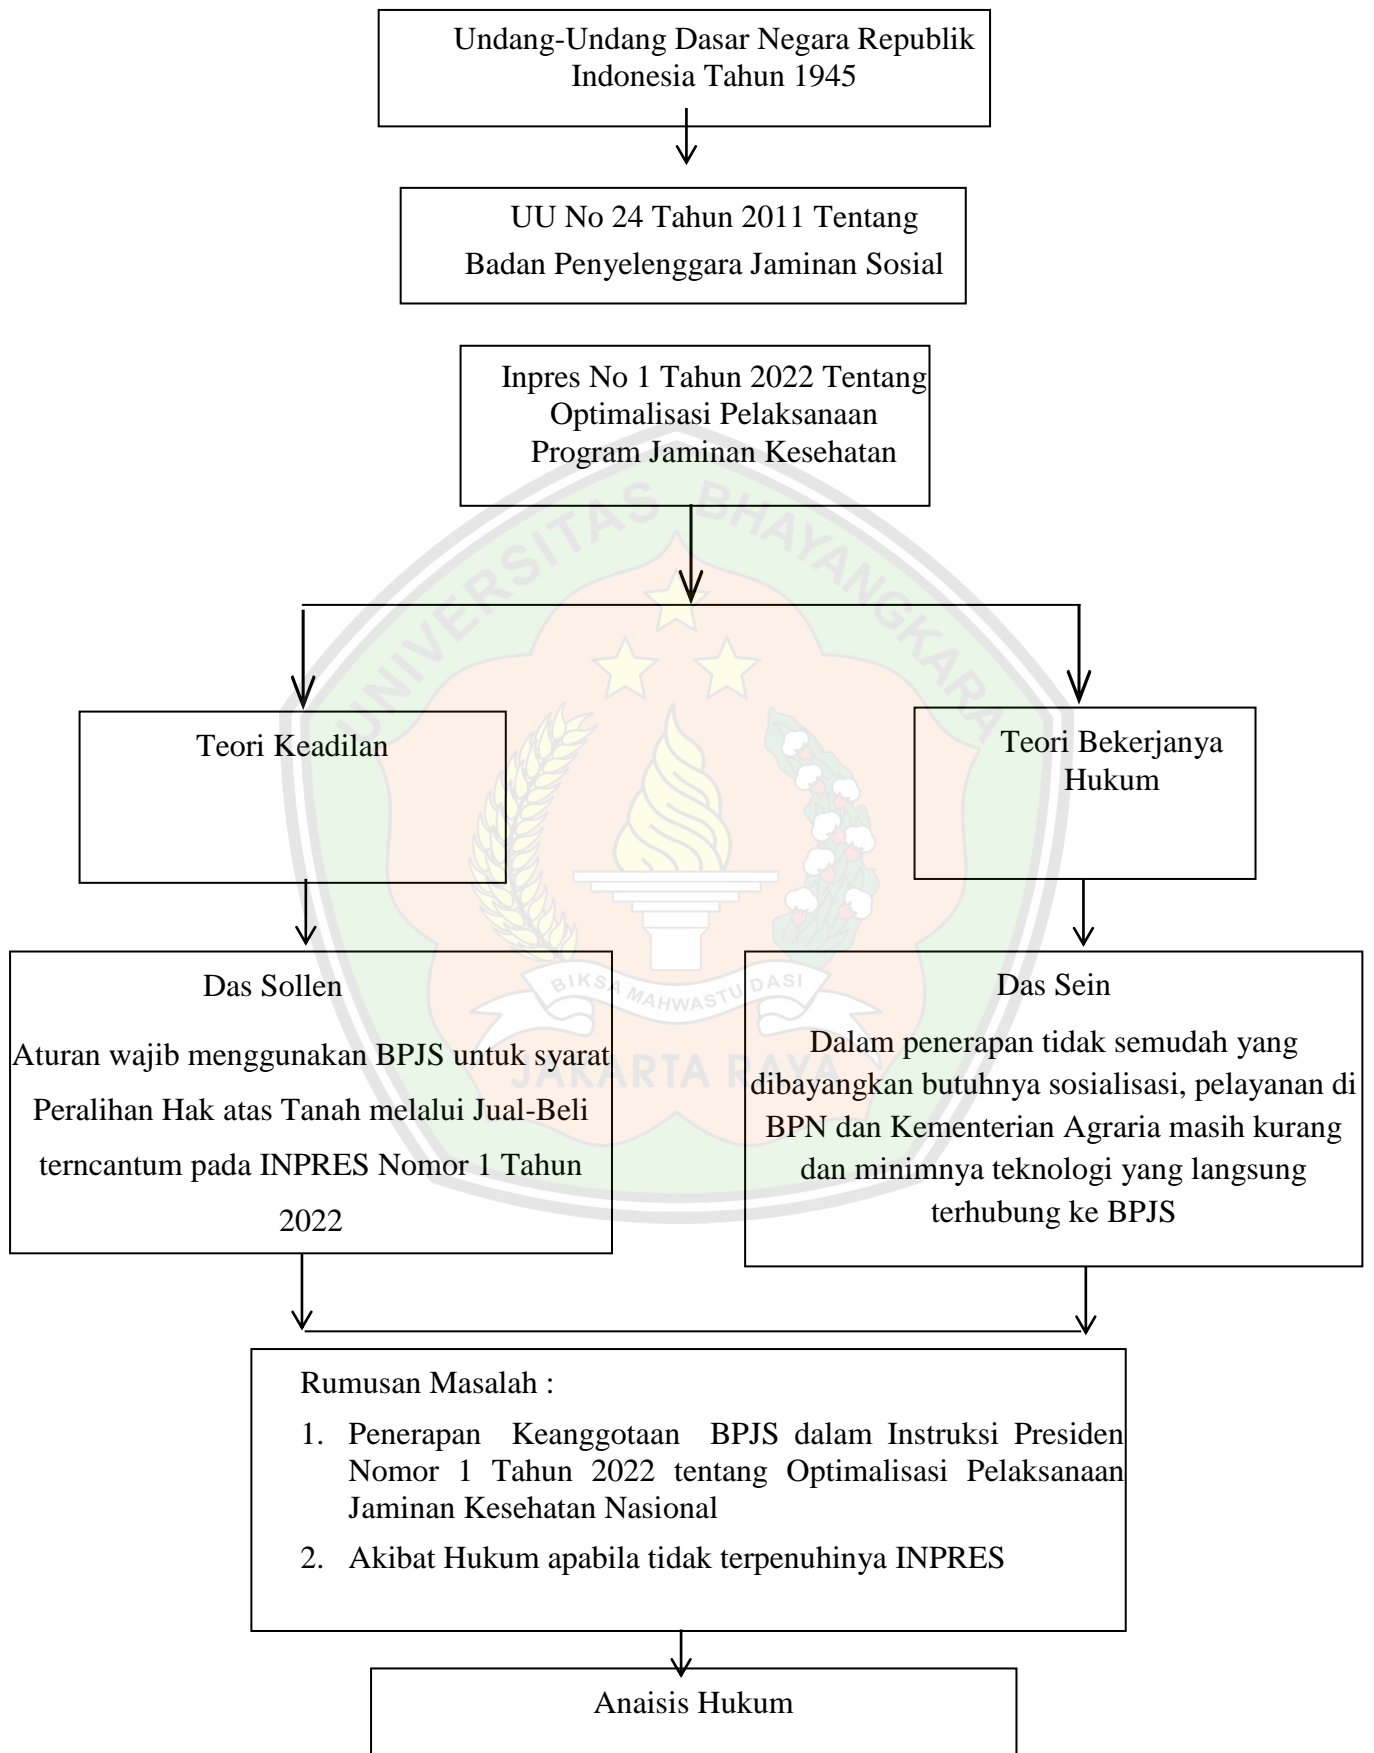 Undang-Undang Dasar Negara Republik
Indonesia Tahun 1945
UU No 24 Tahun 2011 Tentang
Badan Penyelenggara Jaminan Sosial
Inpres No 1 Tahun 2022 Tentang
Optimalisasi Pelaksanaan
Program Jaminan Kesehatan
UNIVERSITAS BHAYANGKARA
Teori Keadilan
Teori Bekerjanya
Hukum
Das Sollen
Aturan wajib menggunakan BPJS untuk syarat
Peralihan Hak atas Tanah melalui Jual-Beli
terncantum pada INPRES Nomor 1 Tahun
2022
BIKSA MAHWASTU DASI
JAKARTA RAYA
Das Sein
Dalam penerapan tidak semudah yang
dibayangkan butuhnya sosialisasi, pelayanan di
BPN dan Kementerian Agraria masih kurang
dan minimnya teknologi yang langsung
terhubung ke BPJS
Rumusan Masalah :
1. Penerapan Keanggotaan BPJS dalam Instruksi Presiden
Nomor 1 Tahun 2022 tentang Optimalisasi Pelaksanaan
Jaminan Kesehatan Nasional
2. Akibat Hukum apabila tidak terpenuhinya INPRES
Anaisis Hukum